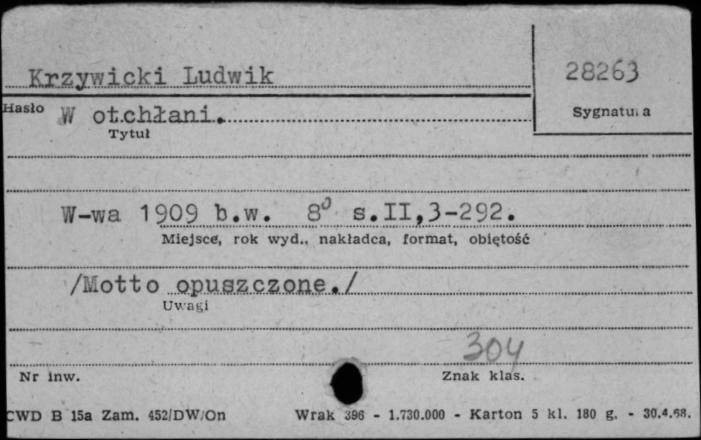 Krzywicki Ludwik
28263
Hasło
W otchłani.
Sygnatura
Tytuł
W-wa 1909 b.w. 8⁰ s.II,3-292.
Miejsce, rok wyd., nakładca, format, objętość
/Motto opuszczone./
Uwagi
304
Nr inw.
Znak klas.
CWD B 15a Zam. 452/DW/On Wrak 396 - 1.730.000 - Karton 5 kl. 180 g. - 30.4.68.